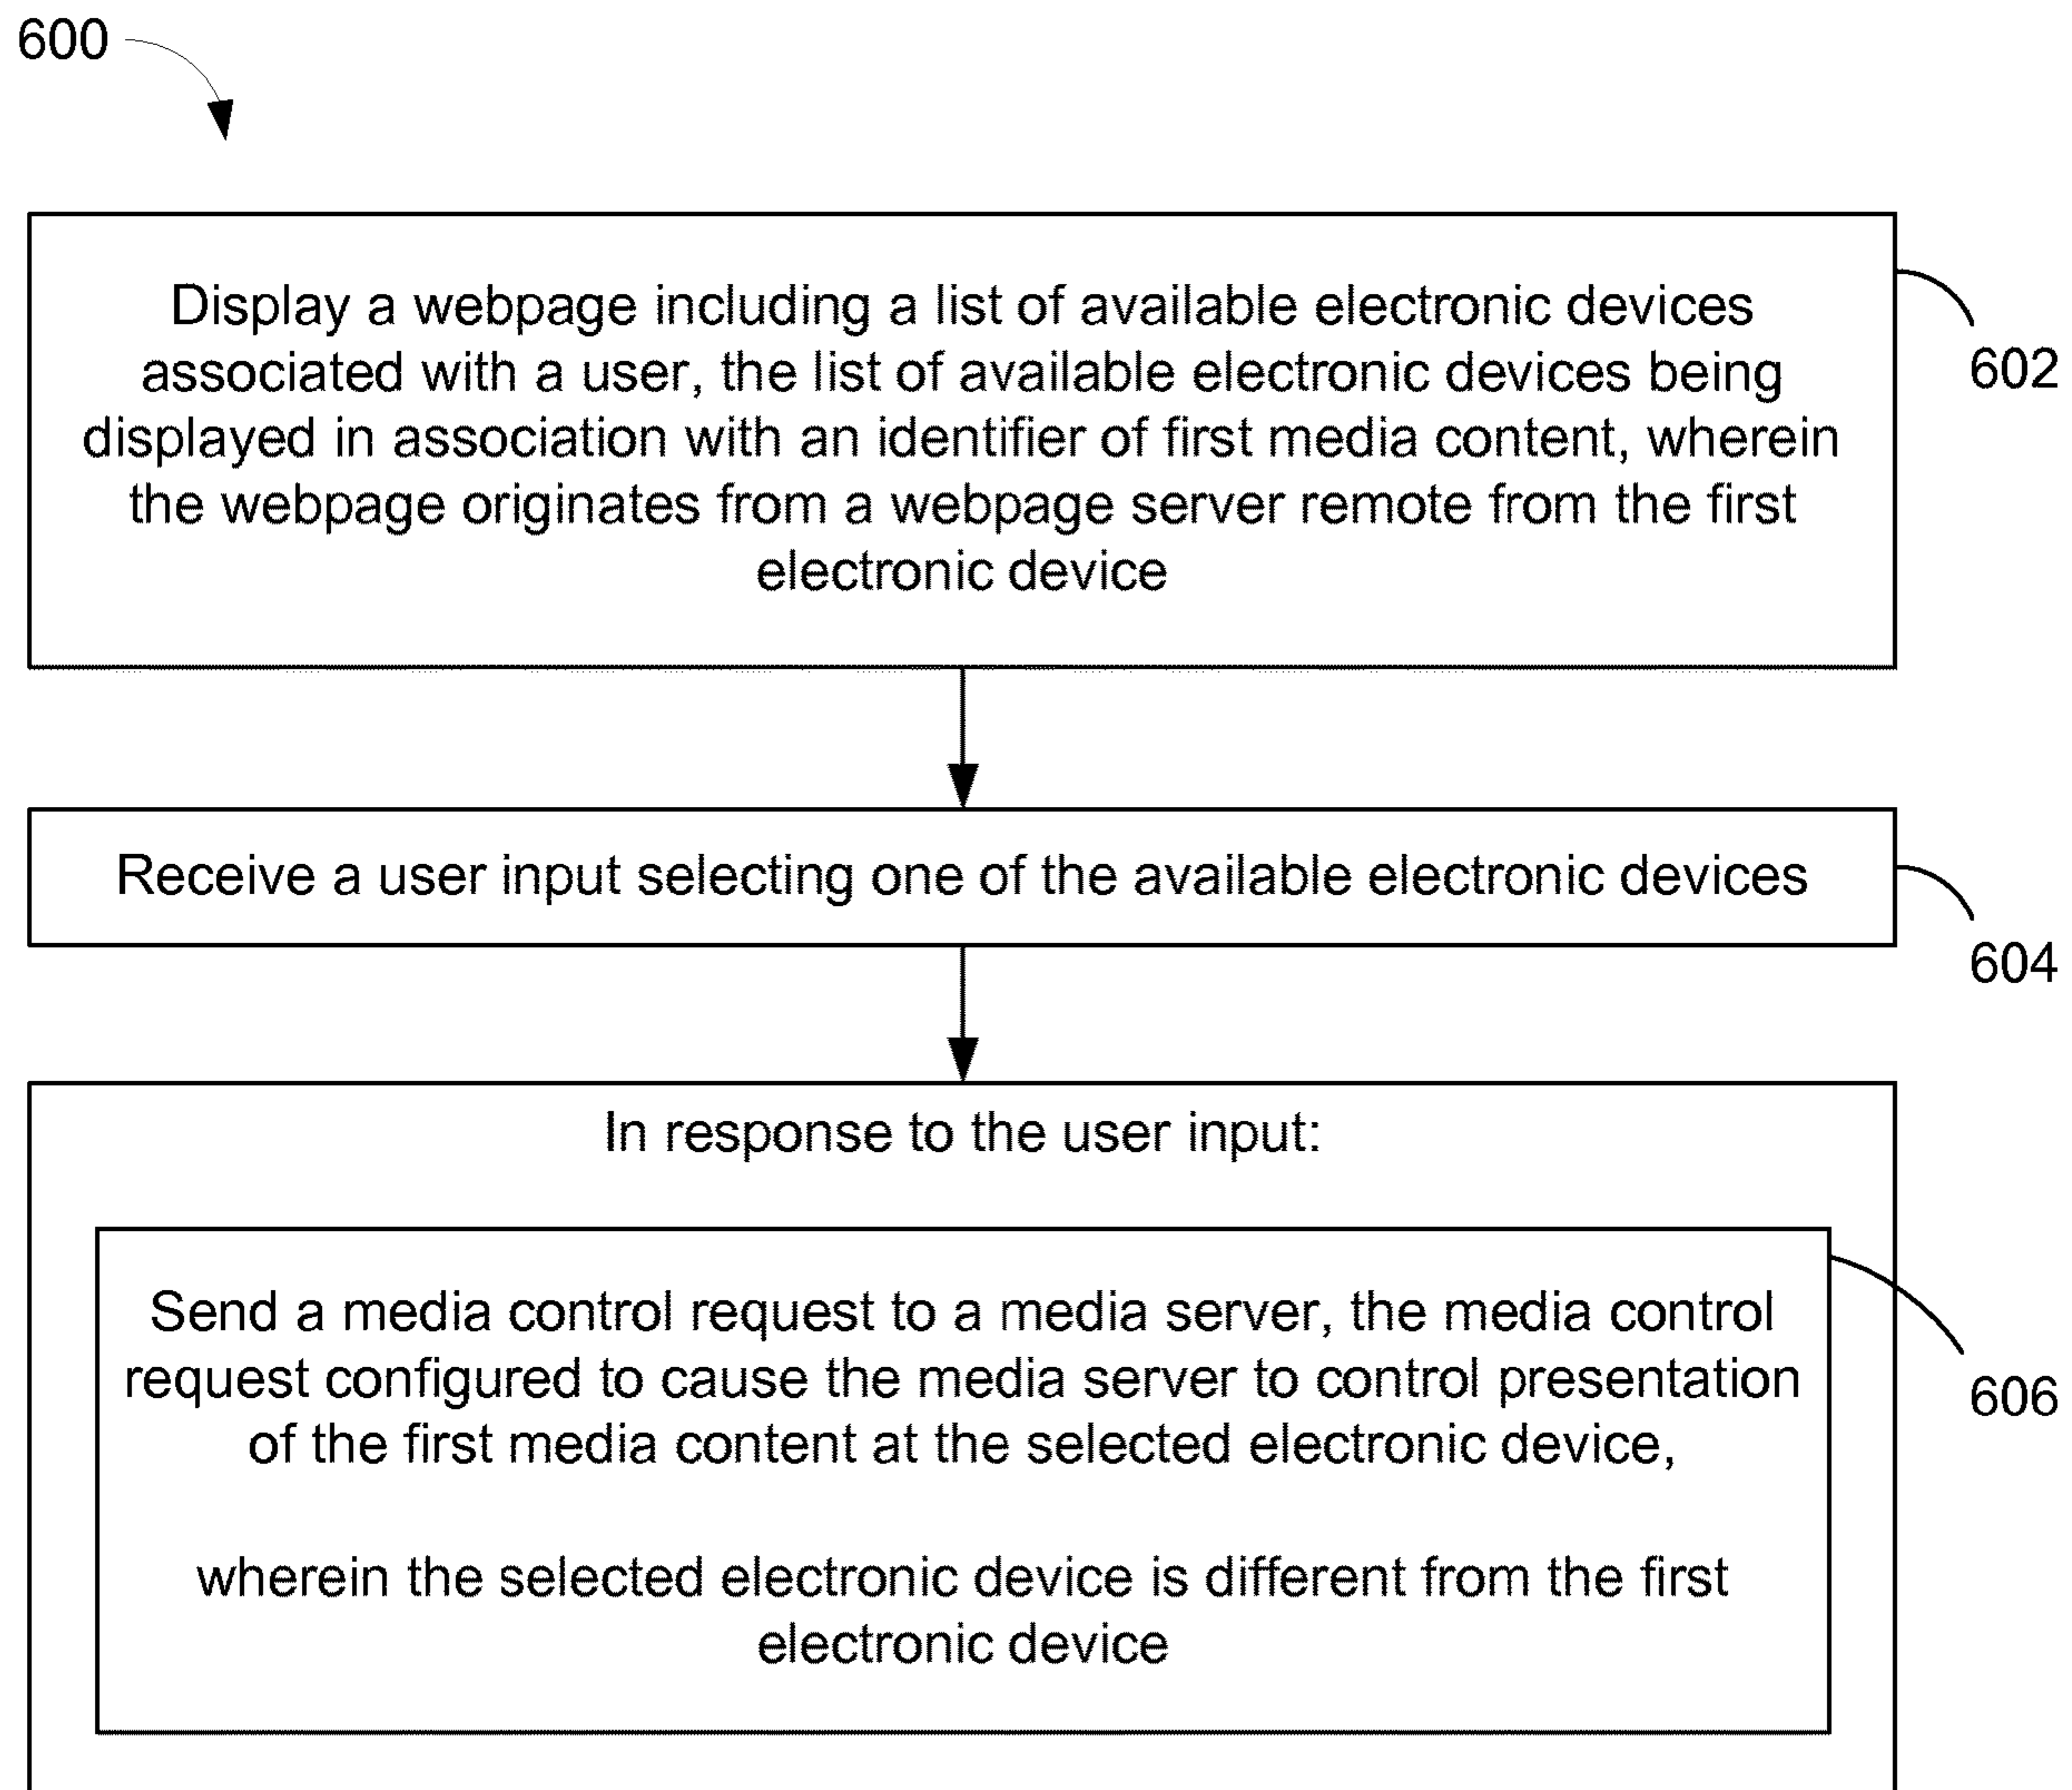 600
Display a webpage including a list of available electronic devices
associated with a user, the list of available electronic devices being
displayed in association with an identifier of first media content, wherein
the webpage originates from a webpage server remote from the first
electronic device
602
Receive a user input selecting one of the available electronic devices
604
In response to the user input:
Send a media control request to a media server, the media control
request configured to cause the media server to control presentation
of the first media content at the selected electronic device,
wherein the selected electronic device is different from the first
electronic device
606